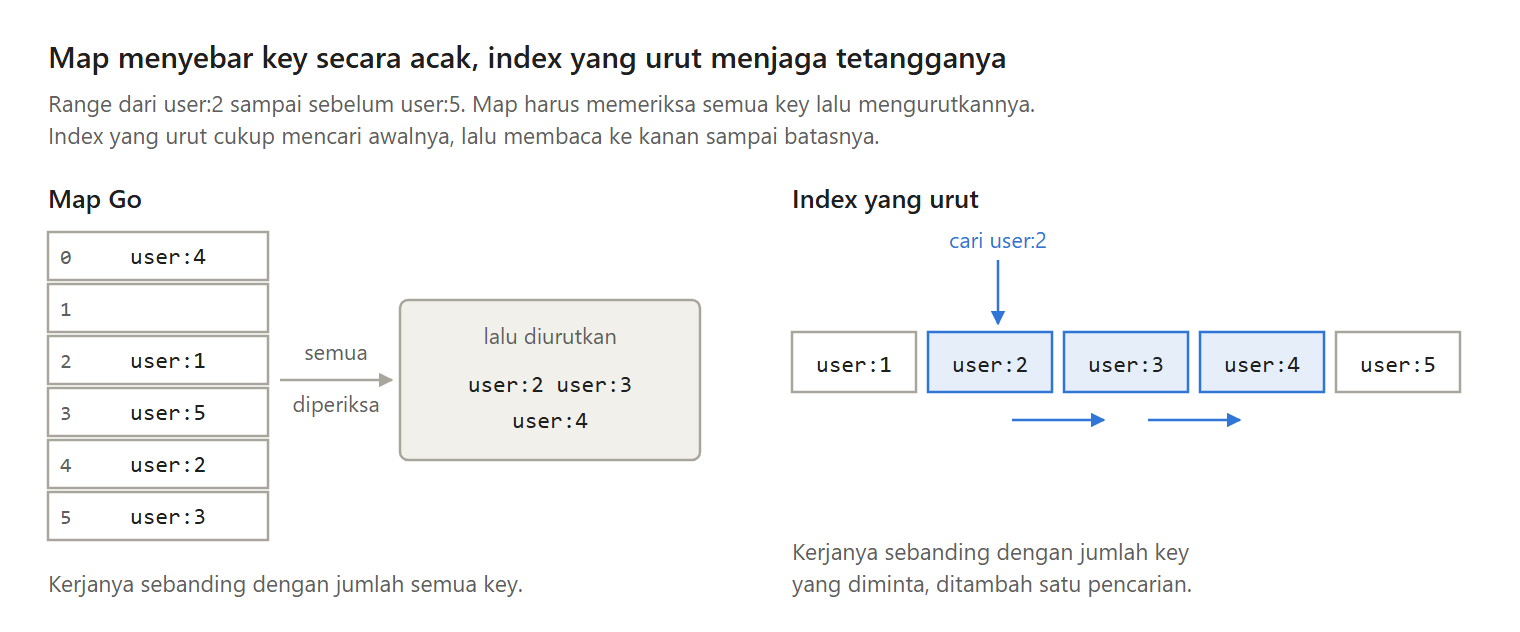 Map menyebar key secara acak, index yang urut menjaga tetangganya
Range dari user:2 sampai sebelum user:5. Map harus memeriksa semua key lalu mengurutkannya.
Index yang urut cukup mencari awalnya, lalu membaca ke kanan sampai batasnya.
Map Go
0 user:4
1
2 user:1
3 user:5
4 user:2
5 user:3
semua
diperiksa
lalu diurutkan
user:2 user:3
user:4
Kerjanya sebanding dengan jumlah semua key.
Index yang urut
cari user:2
user:1 user:2 user:3 user:4 user:5
Kerjanya sebanding dengan jumlah key
yang diminta, ditambah satu pencarian.